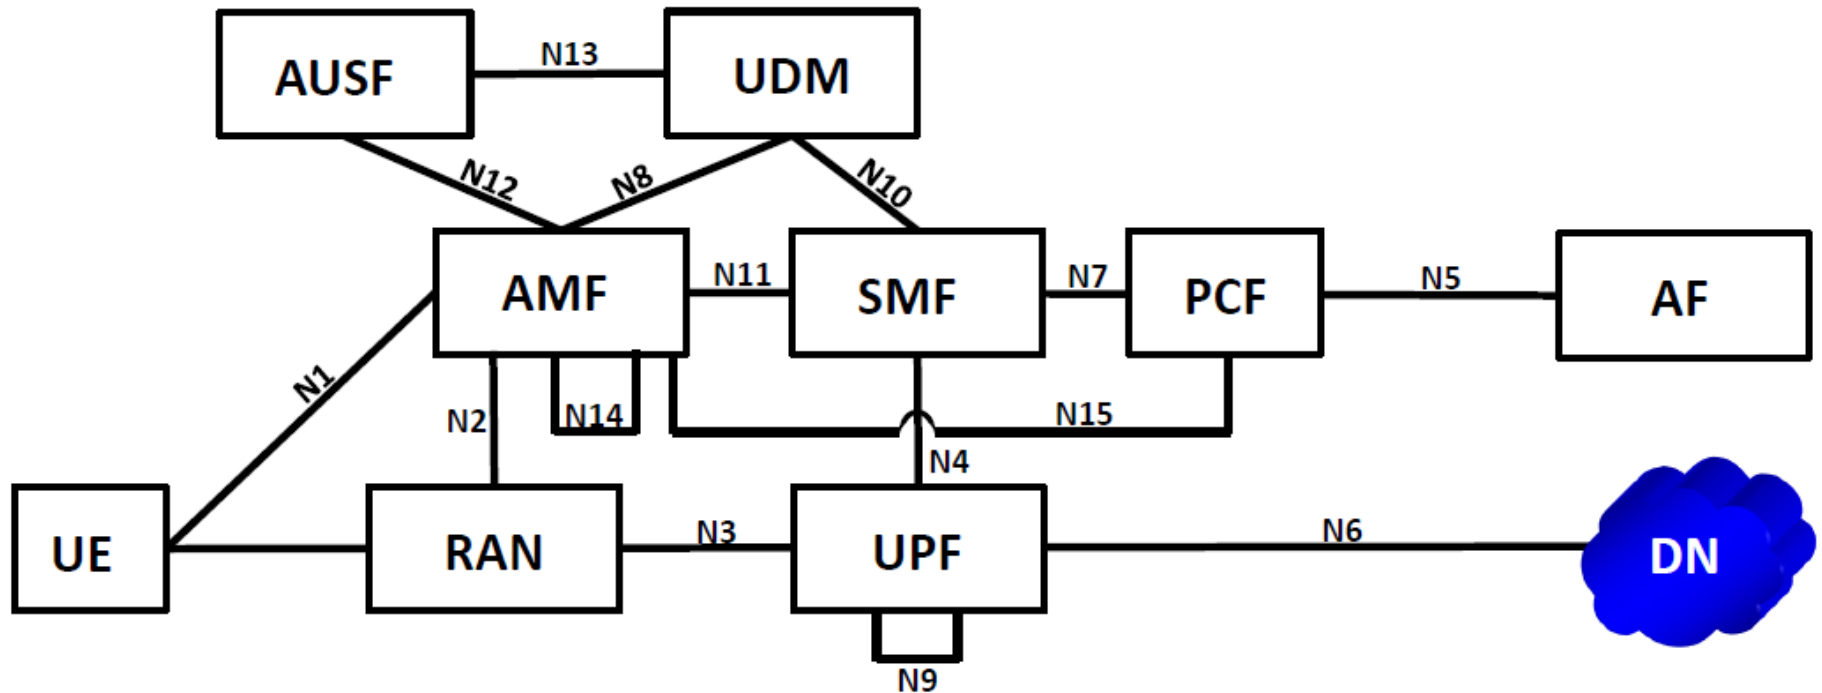 AUSF
N13
UDM
N12
N8
N10
AMF
N11
SMF
N7
PCF
N5
AF
N1
N2
N14
N15
N4
UE
RAN
N3
UPF
N6
DN
N9